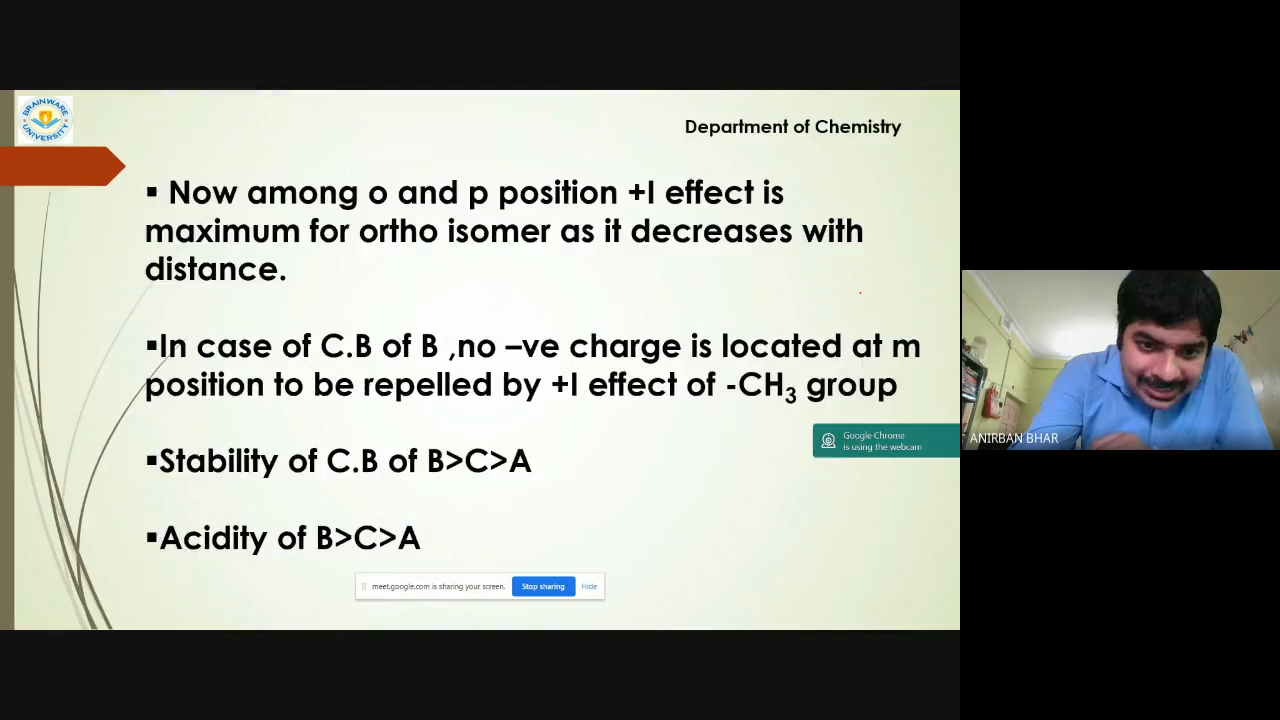 BRAINWARE UNIVERSITY
Department of Chemistry
▪ Now among o and p position +I effect is
maximum for ortho isomer as it decreases with
distance.
▪In case of C.B of B ,no –ve charge is located at m
position to be repelled by +I effect of -CH₃ group
Google Chrome
is using the webcam
ANIRBAN BHAR
▪Stability of C.B of B>C>A
▪Acidity of B>C>A
meet.google.com is sharing your screen.
Stop sharing
Hide